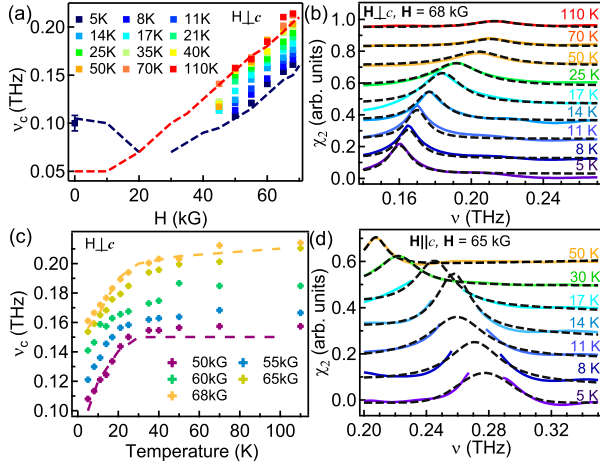 (a)
5K 8K 11K H⊥c
14K 17K 21K
25K 35K 40K
50K 70K 110K
0.20
0.15
0.10
0.05
νc (THz)
0 20 40 60
H (kG)
(b) H⊥c, H = 68 kG
110 K
70 K
50 K
25 K
17 K
14 K
11 K
8 K
5 K
1.0
0.8
0.6
0.4
0.2
0.0
χ2 (arb. units)
0.16 0.20 0.24
ν (THz)
(c) H⊥c
0.20
0.18
0.16
0.14
0.12
0.10
νc (THz)
50kG 55kG
60kG 65kG
68kG
0 20 40 60 80 100
Temperature (K)
(d) H||c, H = 65 kG
50 K
30 K
17 K
14 K
11 K
8 K
5 K
0.6
0.4
0.2
0.0
χ2 (arb. units)
0.20 0.24 0.28 0.32
ν (THz)